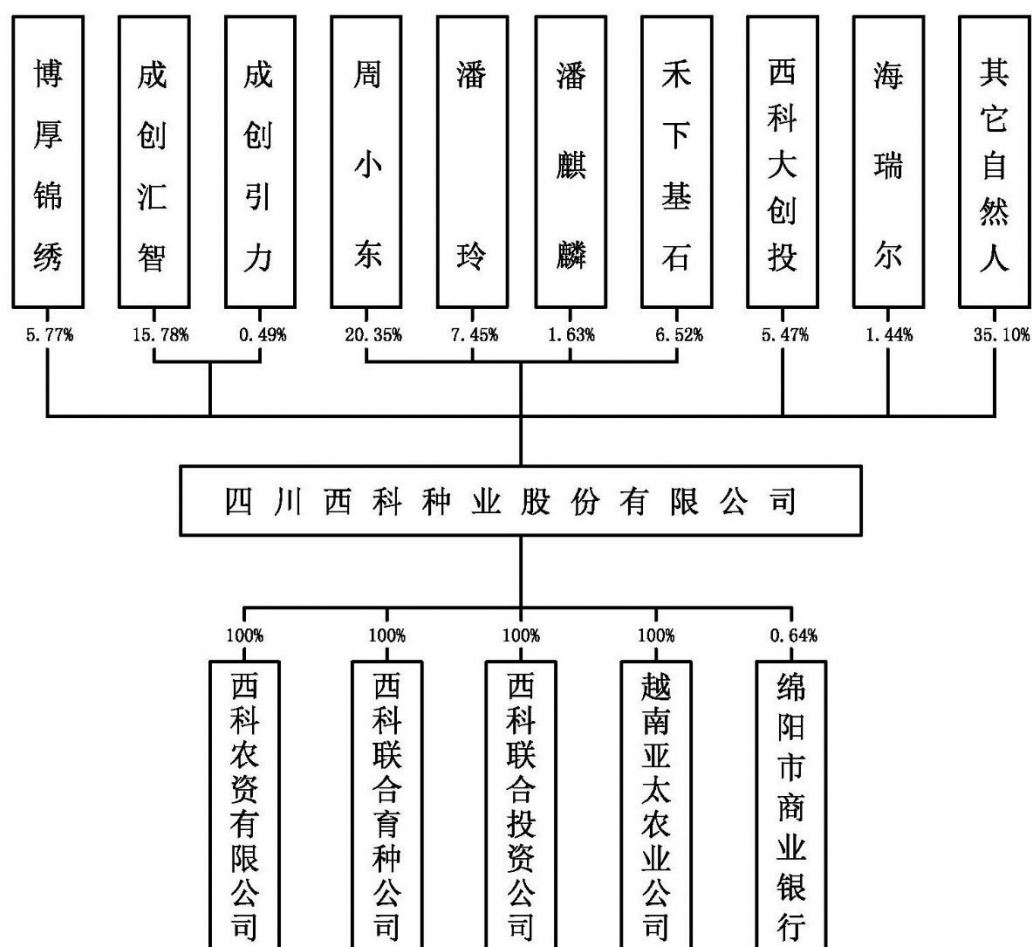 博厚锦绣
成创汇智
成创引力
周小东
潘玲
潘麒麟
禾下基石
西科大创投
海瑞尔
其它自然人
5.77%
15.78%
0.49%
20.35%
7.45%
1.63%
6.52%
5.47%
1.44%
35.10%
四川西科种业股份有限公司
100%
100%
100%
100%
0.64%
西科农资有限公司
西科联合育种公司
西科联合投资公司
越南亚太农业公司
绵阳市商业银行